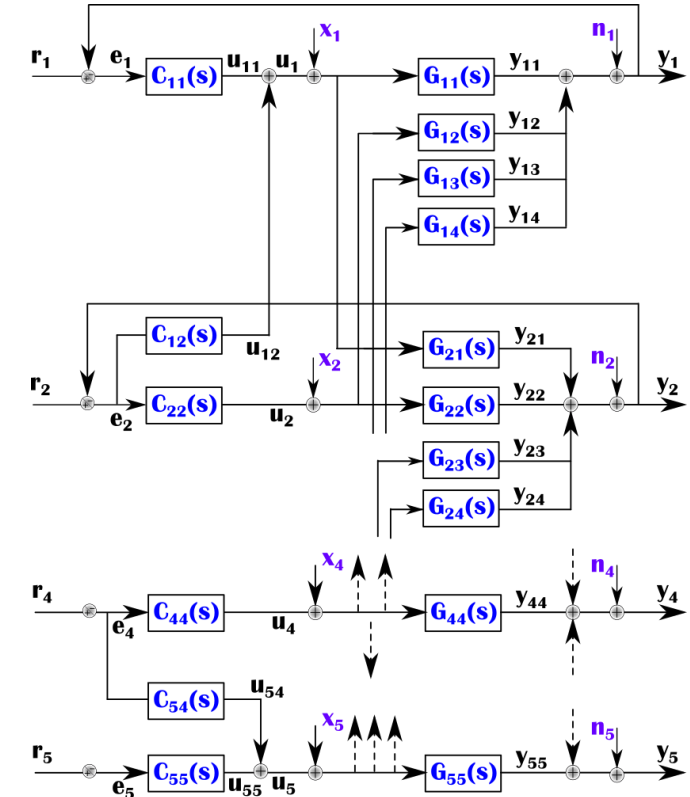 x₁ n₁
r₁ e₁ C₁₁(s) u₁₁ u₁ G₁₁(s) y₁₁ y₁
G₁₂(s) y₁₂
G₁₃(s) y₁₃
G₁₄(s) y₁₄
C₁₂(s) u₁₂ x₂ G₂₁(s) y₂₁ n₂
r₂ e₂ C₂₂(s) u₂ G₂₂(s) y₂₂ y₂
G₂₃(s) y₂₃
G₂₄(s) y₂₄
x₄ n₄
r₄ e₄ C₄₄(s) u₄ G₄₄(s) y₄₄ y₄
C₅₄(s) u₅₄
x₅ n₅
r₅ e₅ C₅₅(s) u₅₅ u₅ G₅₅(s) y₅₅ y₅